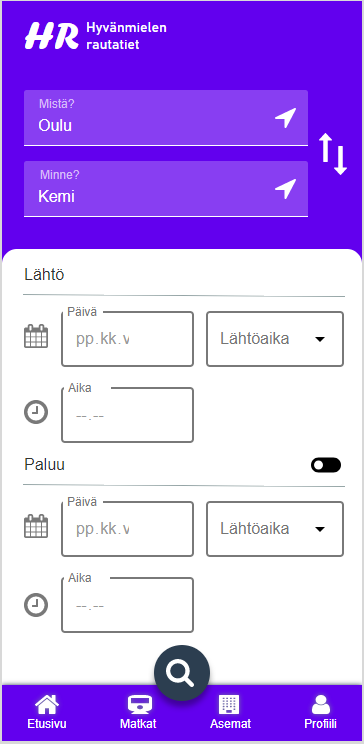 HR Hyvänmielen
rautatiet
Mistä?
Oulu
Minne?
Kemi
Lähtö
Päivä
pp.kk.v
Lähtöaika
Aika
--.--
Paluu
Päivä
pp.kk.v
Lähtöaika
Aika
--.--
Etusivu Matkat Asemat Profiili